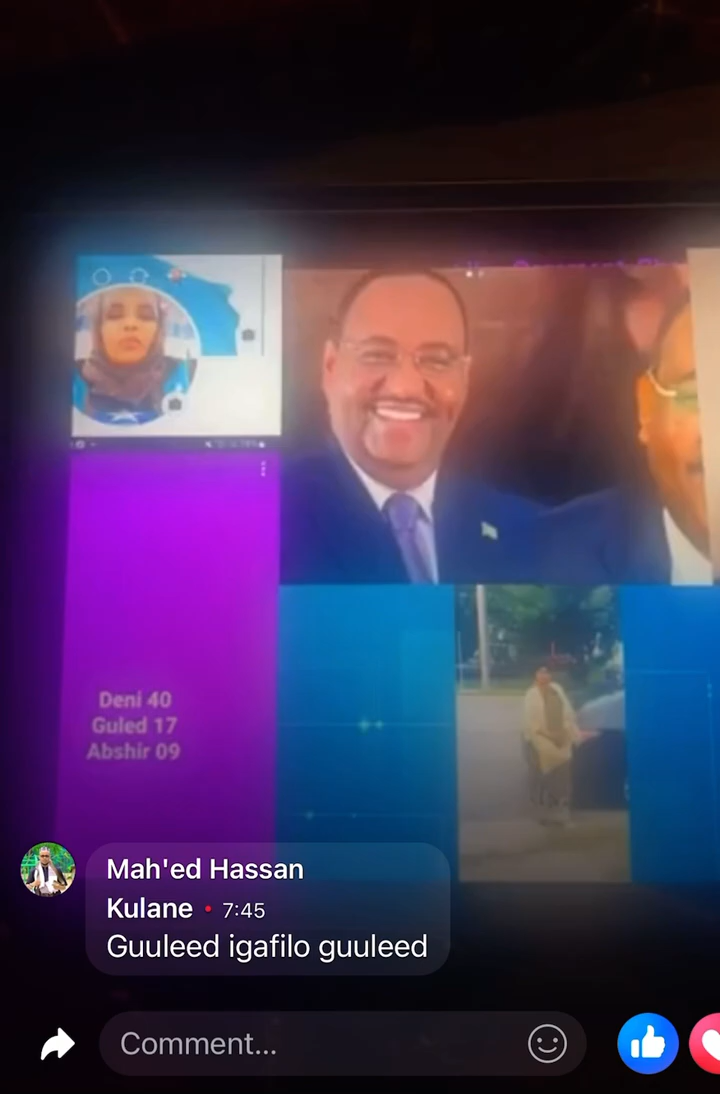 Deni 40
Guled 17
Abshir 09
Mah'ed Hassan
Kulane • 7:45
Guuleed igafilo guuleed
Comment...